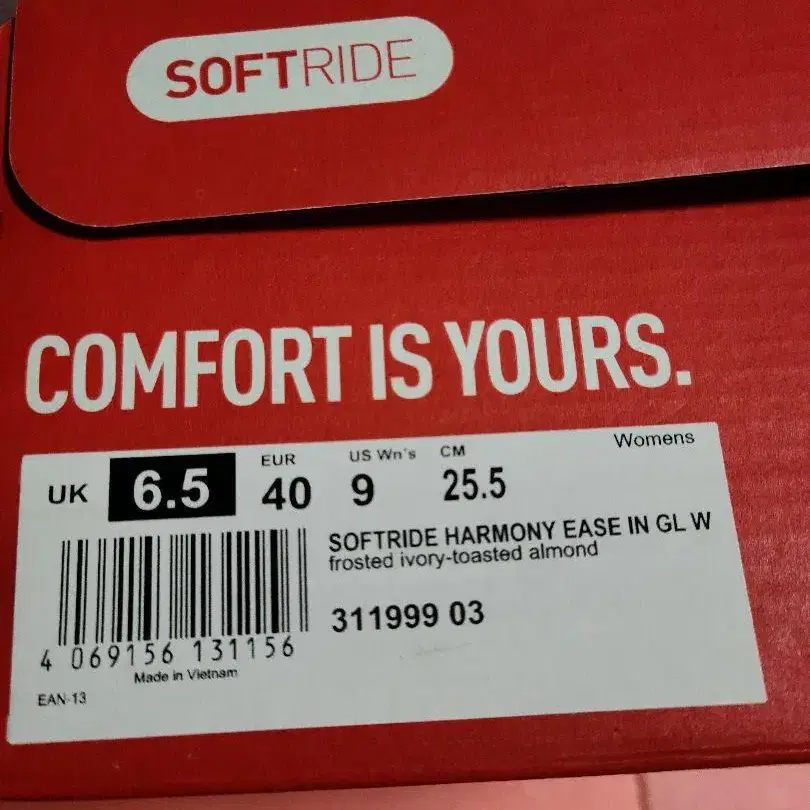 SOFTRIDE
COMFORT IS YOURS.
Womens
UK 6.5 EUR 40 US Wn's 9 CM 25.5
SOFTRIDE HARMONY EASE IN GL W
frosted ivory-toasted almond
311999 03
4 069156 131156
Made in Vietnam
EAN-13